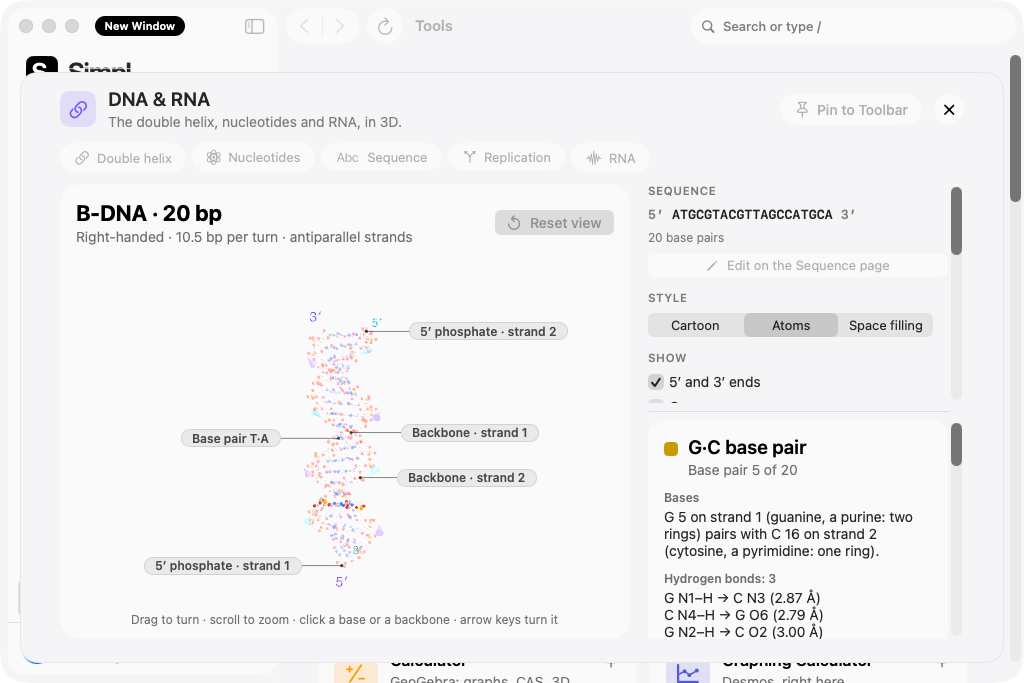 New Window
Tools
Search or type /
DNA & RNA
The double helix, nucleotides and RNA, in 3D.
Pin to Toolbar
Double helix
Nucleotides
Abc Sequence
Replication
RNA
B-DNA · 20 bp
Right-handed · 10.5 bp per turn · antiparallel strands
Reset view
3′
5′
5′ phosphate · strand 2
Base pair T·A
Backbone · strand 1
Backbone · strand 2
3′
5′ phosphate · strand 1
5′
Drag to turn · scroll to zoom · click a base or a backbone · arrow keys turn it
SEQUENCE
5′ ATGCGTACGTTAGCCATGCA 3′
20 base pairs
Edit on the Sequence page
STYLE
Cartoon
Atoms
Space filling
SHOW
5′ and 3′ ends
G·C base pair
Base pair 5 of 20
Bases
G 5 on strand 1 (guanine, a purine: two
rings) pairs with C 16 on strand 2
(cytosine, a pyrimidine: one ring).
Hydrogen bonds: 3
G N1–H → C N3 (2.87 Å)
C N4–H → G O6 (2.79 Å)
G N2–H → C O2 (3.00 Å)
Calculator
GeoGebra: graphs, CAS, 3D
Graphing Calculator
Desmos, right here